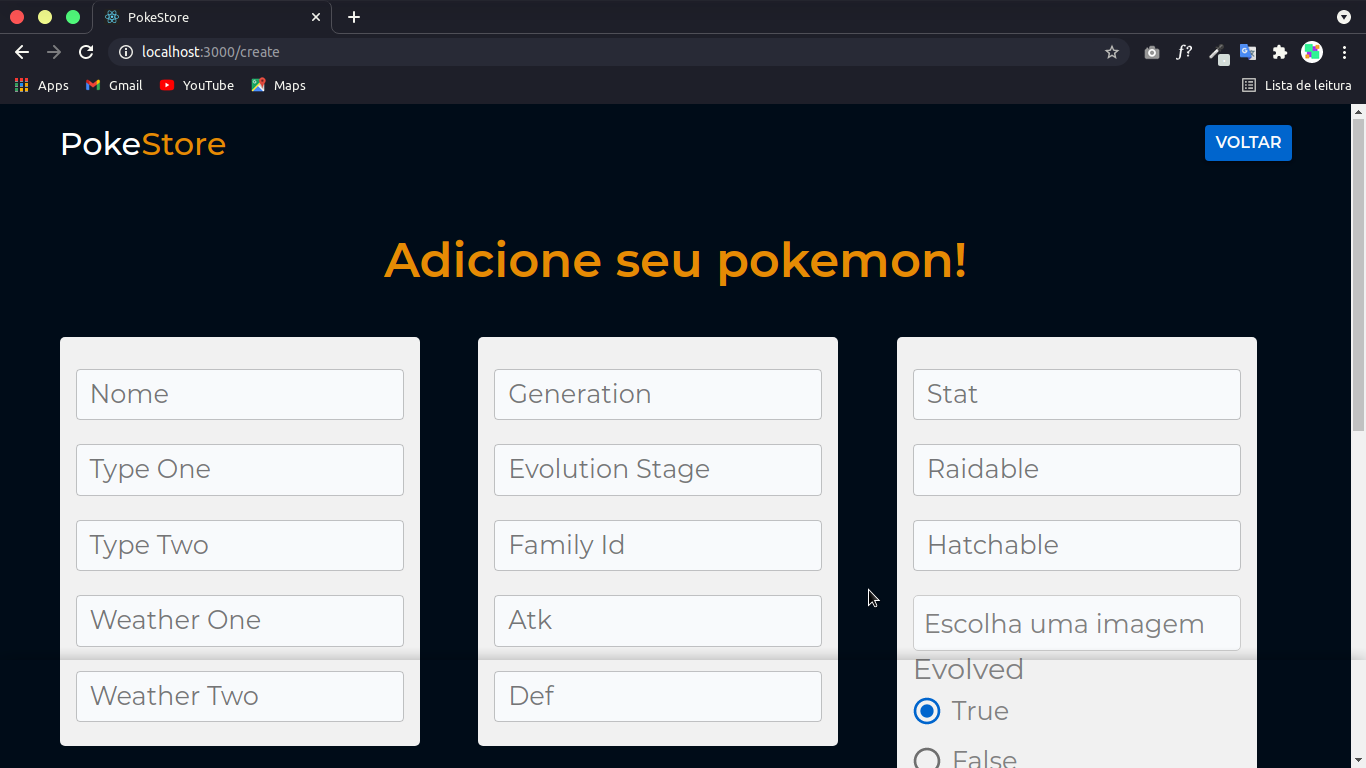 PokeStore
localhost:3000/create
f?
Apps
Gmail
YouTube
Maps
Lista de leitura
PokeStore
VOLTAR
Adicione seu pokemon!
Nome
Type One
Type Two
Weather One
Weather Two
Generation
Evolution Stage
Family Id
Atk
Def
Stat
Raidable
Hatchable
Escolha uma imagem
Evolved
True
False